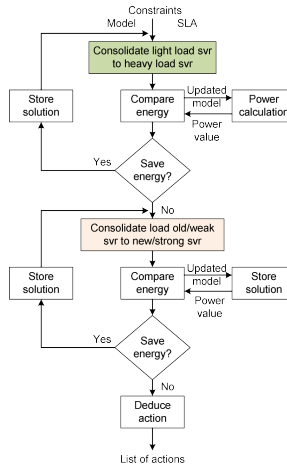 Constraints
Model SLA
Consolidate light load svr
to heavy load svr
Store
solution
Compare
energy
Updated
model
Power
value
Power
calculation
Yes
Save
energy?
No
Consolidate load old/weak
svr to new/strong svr
Store
solution
Compare
energy
Updated
model
Power
value
Store
solution
Yes
Save
energy?
No
Deduce
action
List of actions